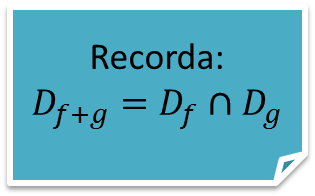 Recorda:
D_{f+g} = D_f ∩ D_g